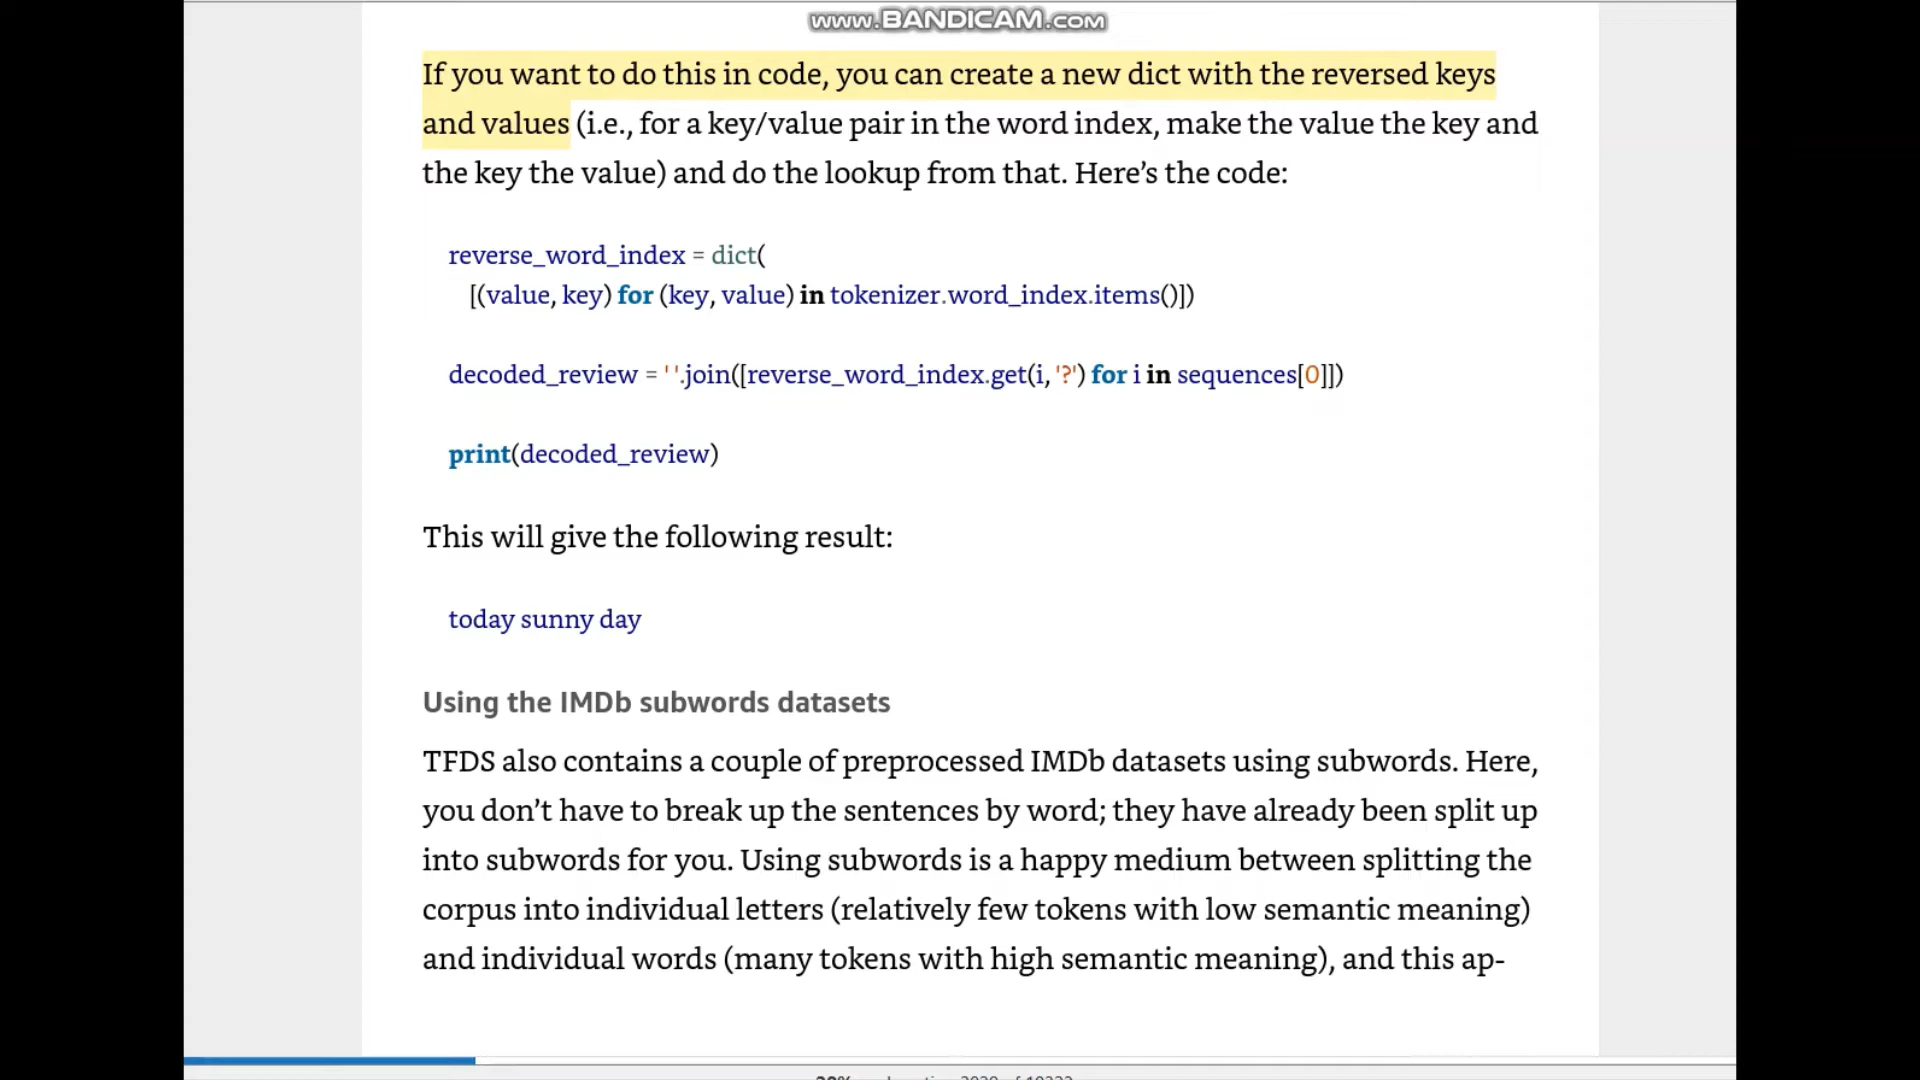 www.BANDICAM.com
If you want to do this in code, you can create a new dict with the reversed keys
and values (i.e., for a key/value pair in the word index, make the value the key and
the key the value) and do the lookup from that. Here’s the code:
reverse_word_index = dict(
[(value, key) for (key, value) in tokenizer.word_index.items()])
decoded_review = ' '.join([reverse_word_index.get(i, '?') for i in sequences[0]])
print(decoded_review)
This will give the following result:
today sunny day
Using the IMDb subwords datasets
TFDS also contains a couple of preprocessed IMDb datasets using subwords. Here,
you don’t have to break up the sentences by word; they have already been split up
into subwords for you. Using subwords is a happy medium between splitting the
corpus into individual letters (relatively few tokens with low semantic meaning)
and individual words (many tokens with high semantic meaning), and this ap-